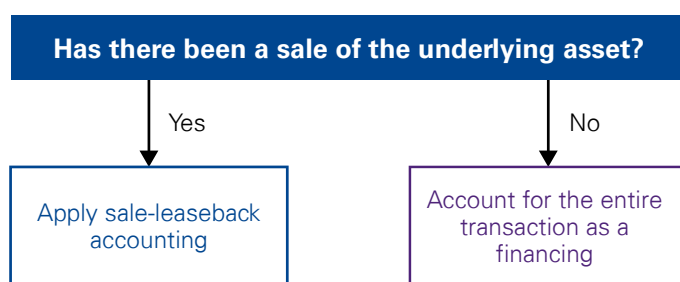 Has there been a sale of the underlying asset?
Yes
No
Apply sale-leaseback
accounting
Account for the entire
transaction as a
financing